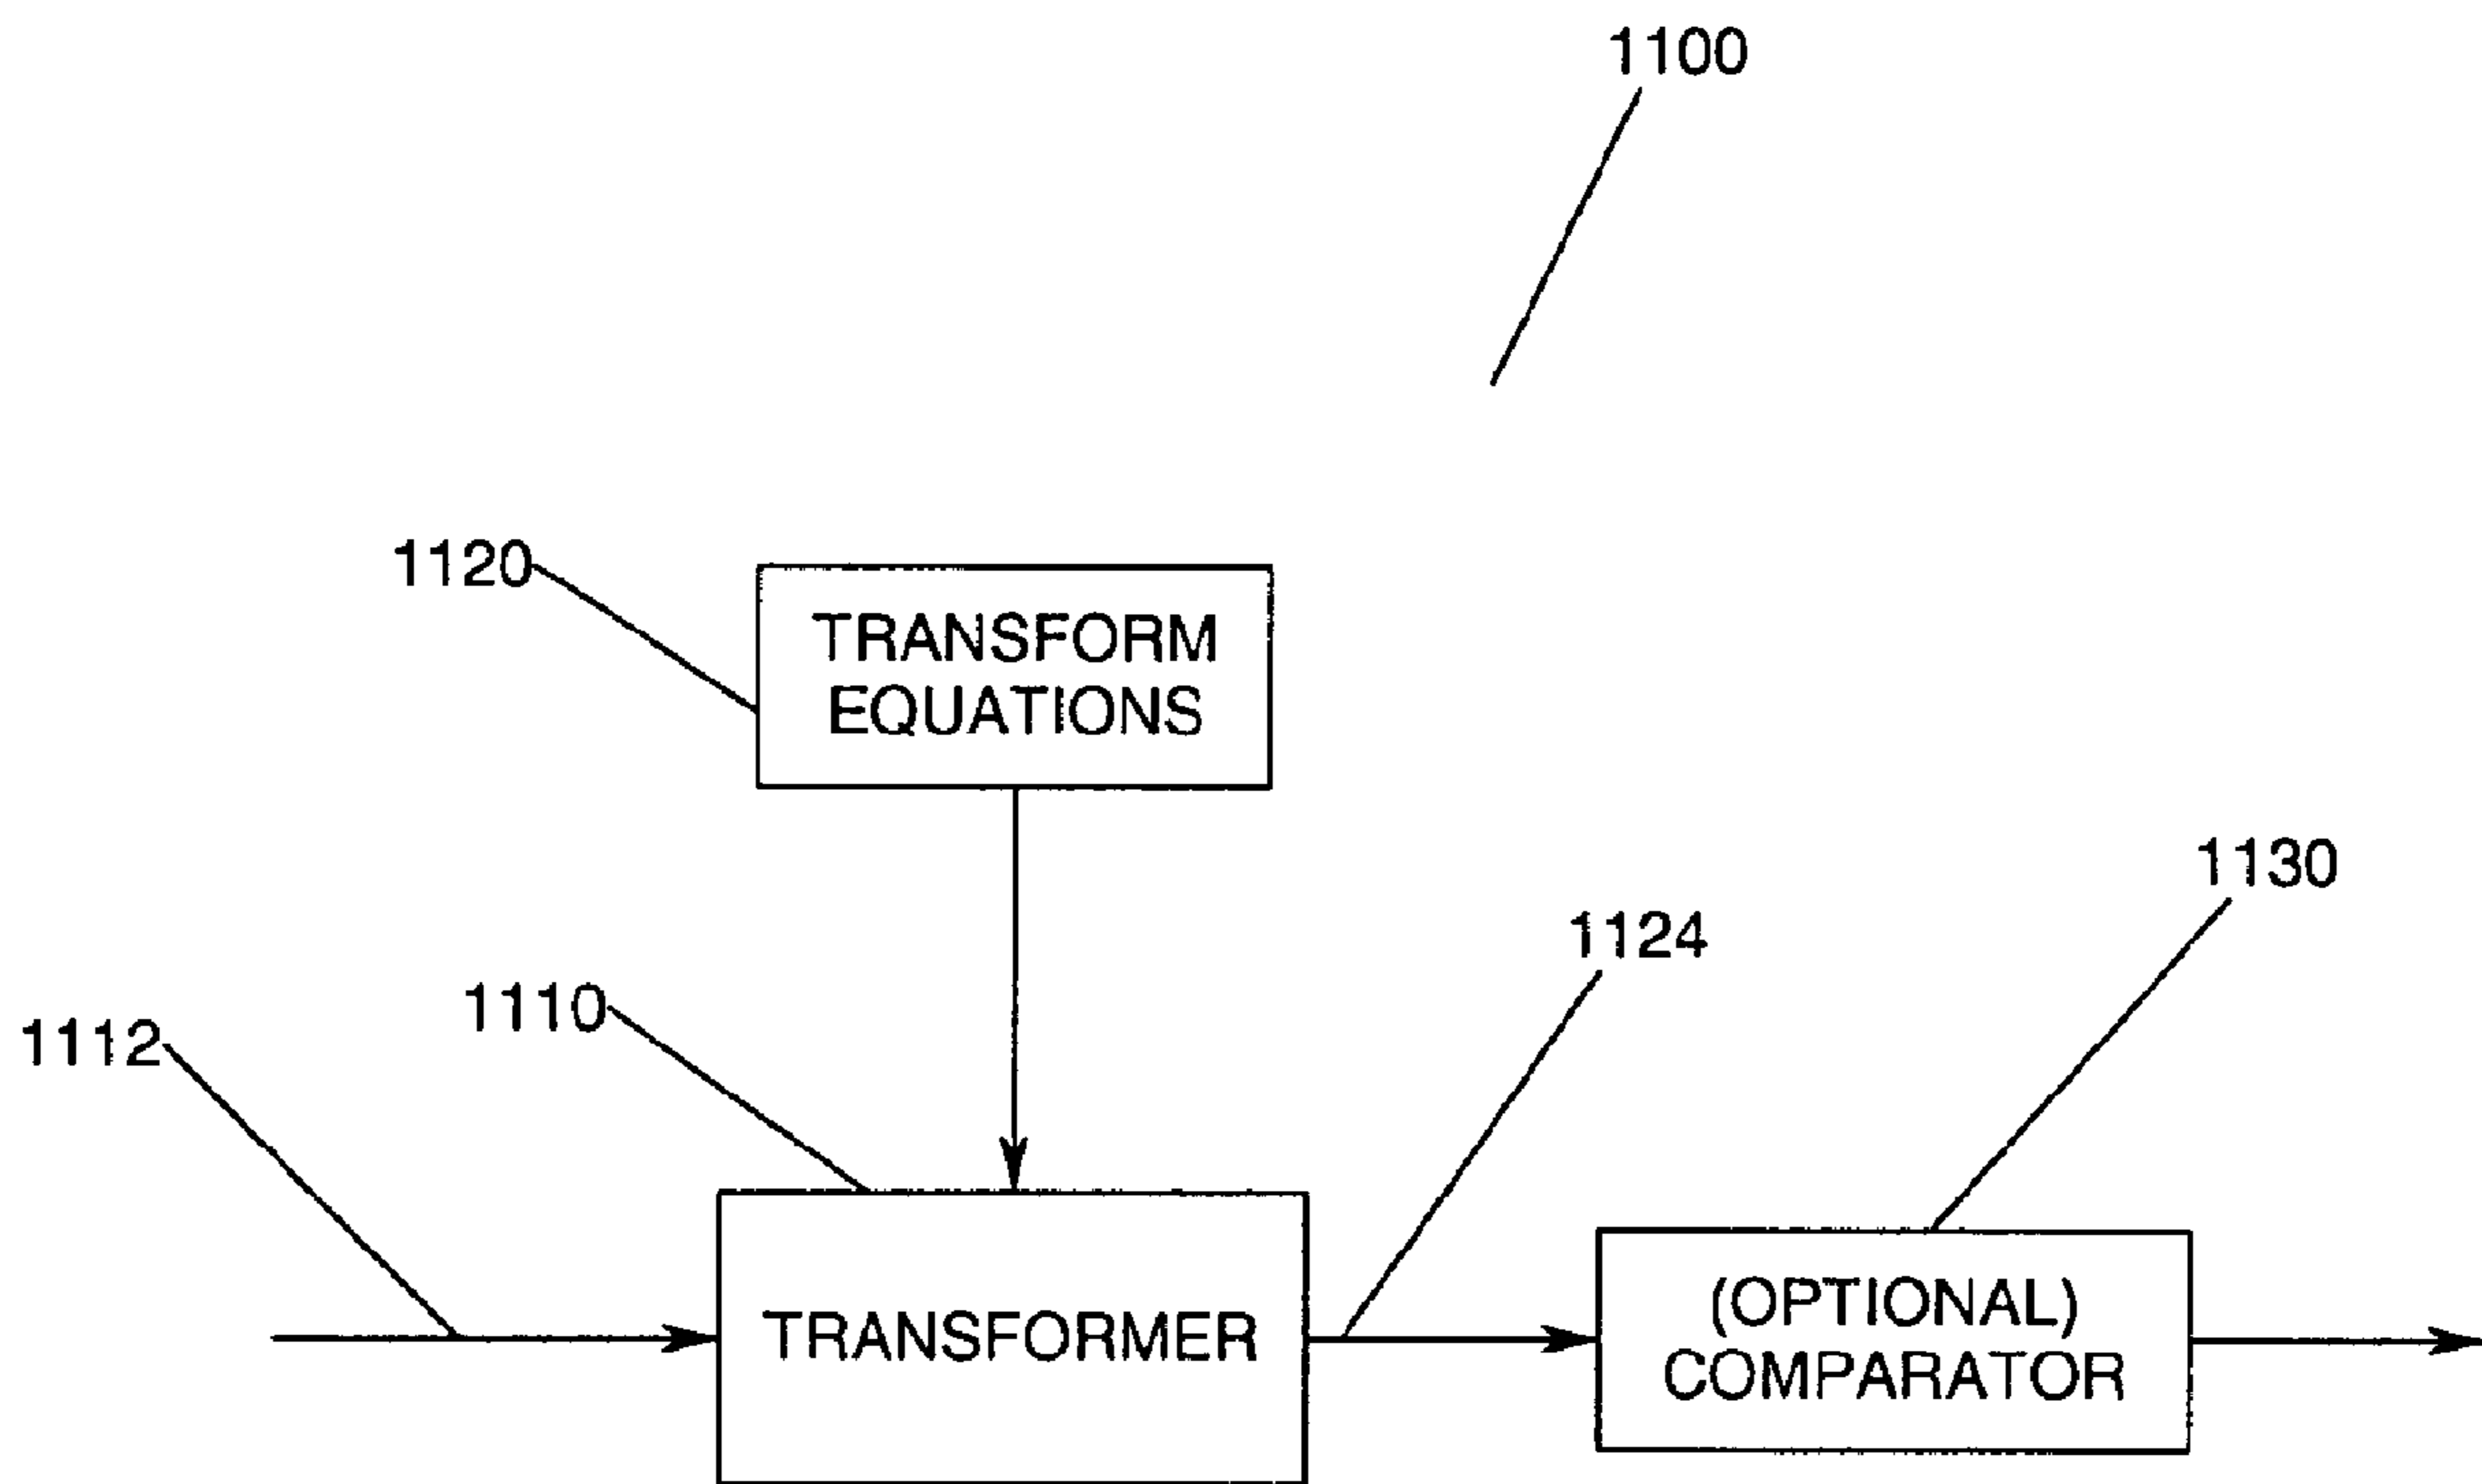 1100
1120
TRANSFORM
EQUATIONS
1130
1124
1110
1112
TRANSFORMER
(OPTIONAL)
COMPARATOR